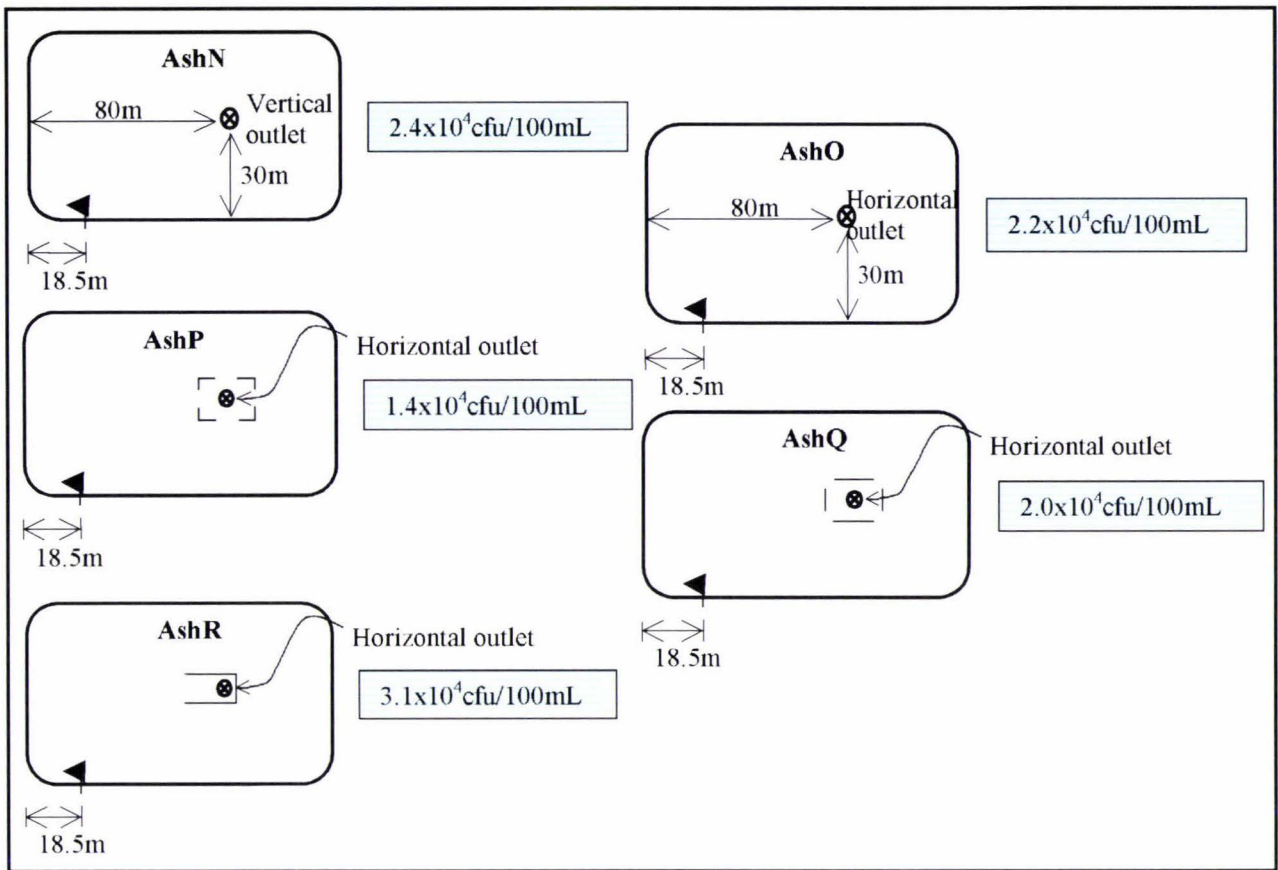 AshN
80m
Vertical
outlet
30m
18.5m
2.4x10⁴cfu/100mL
AshO
80m
Horizontal
outlet
30m
18.5m
2.2x10⁴cfu/100mL
AshP
Horizontal outlet
1.4x10⁴cfu/100mL
18.5m
AshQ
Horizontal outlet
2.0x10⁴cfu/100mL
18.5m
AshR
Horizontal outlet
3.1x10⁴cfu/100mL
18.5m